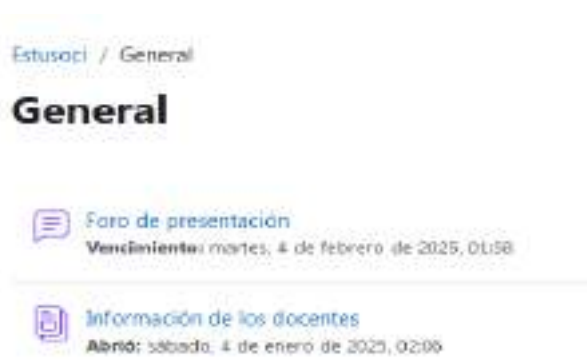 Estusoci / General
General
Foro de presentación
Vencimiento: martes, 4 de febrero de 2025, 01:58
Información de los docentes
Abrió: sábado, 4 de enero de 2025, 02:06